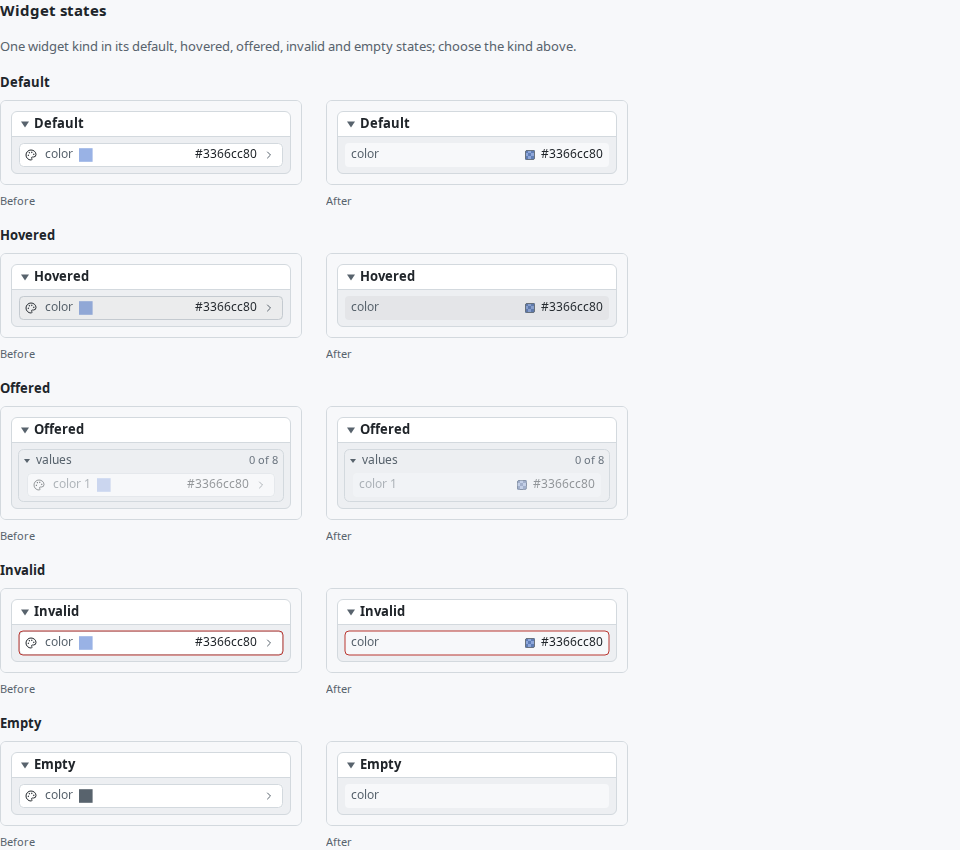 Widget states
One widget kind in its default, hovered, offered, invalid and empty states; choose the kind above.
Default
Default
color #3366cc80
Before
Default
color #3366cc80
After
Hovered
Hovered
color #3366cc80
Before
Hovered
color #3366cc80
After
Offered
Offered
values 0 of 8
color 1 #3366cc80
Before
Offered
values 0 of 8
color 1 #3366cc80
After
Invalid
Invalid
color #3366cc80
Before
Invalid
color #3366cc80
After
Empty
Empty
color
Before
Empty
color
After